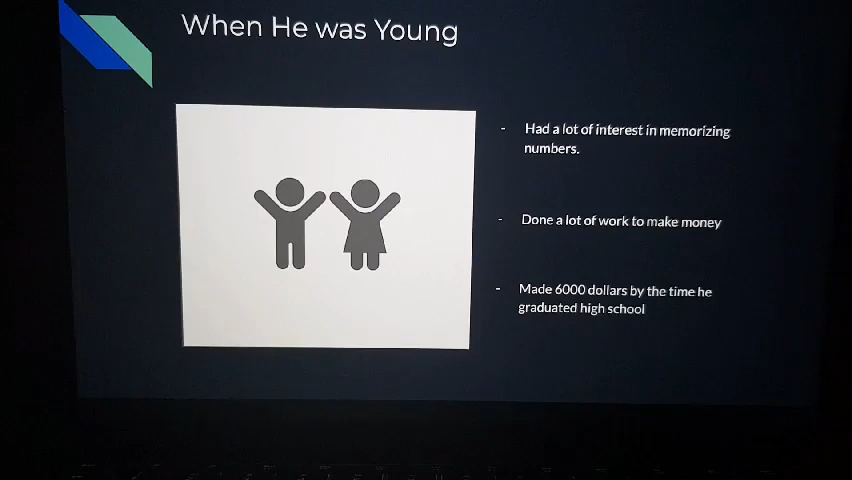 When He was Young
- Had a lot of interest in memorizing
numbers.
- Done a lot of work to make money
- Made 6000 dollars by the time he
graduated high school